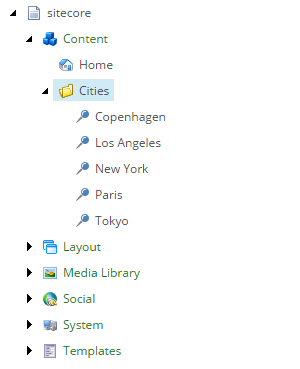 sitecore
Content
Home
Cities
Copenhagen
Los Angeles
New York
Paris
Tokyo
Layout
Media Library
Social
System
Templates